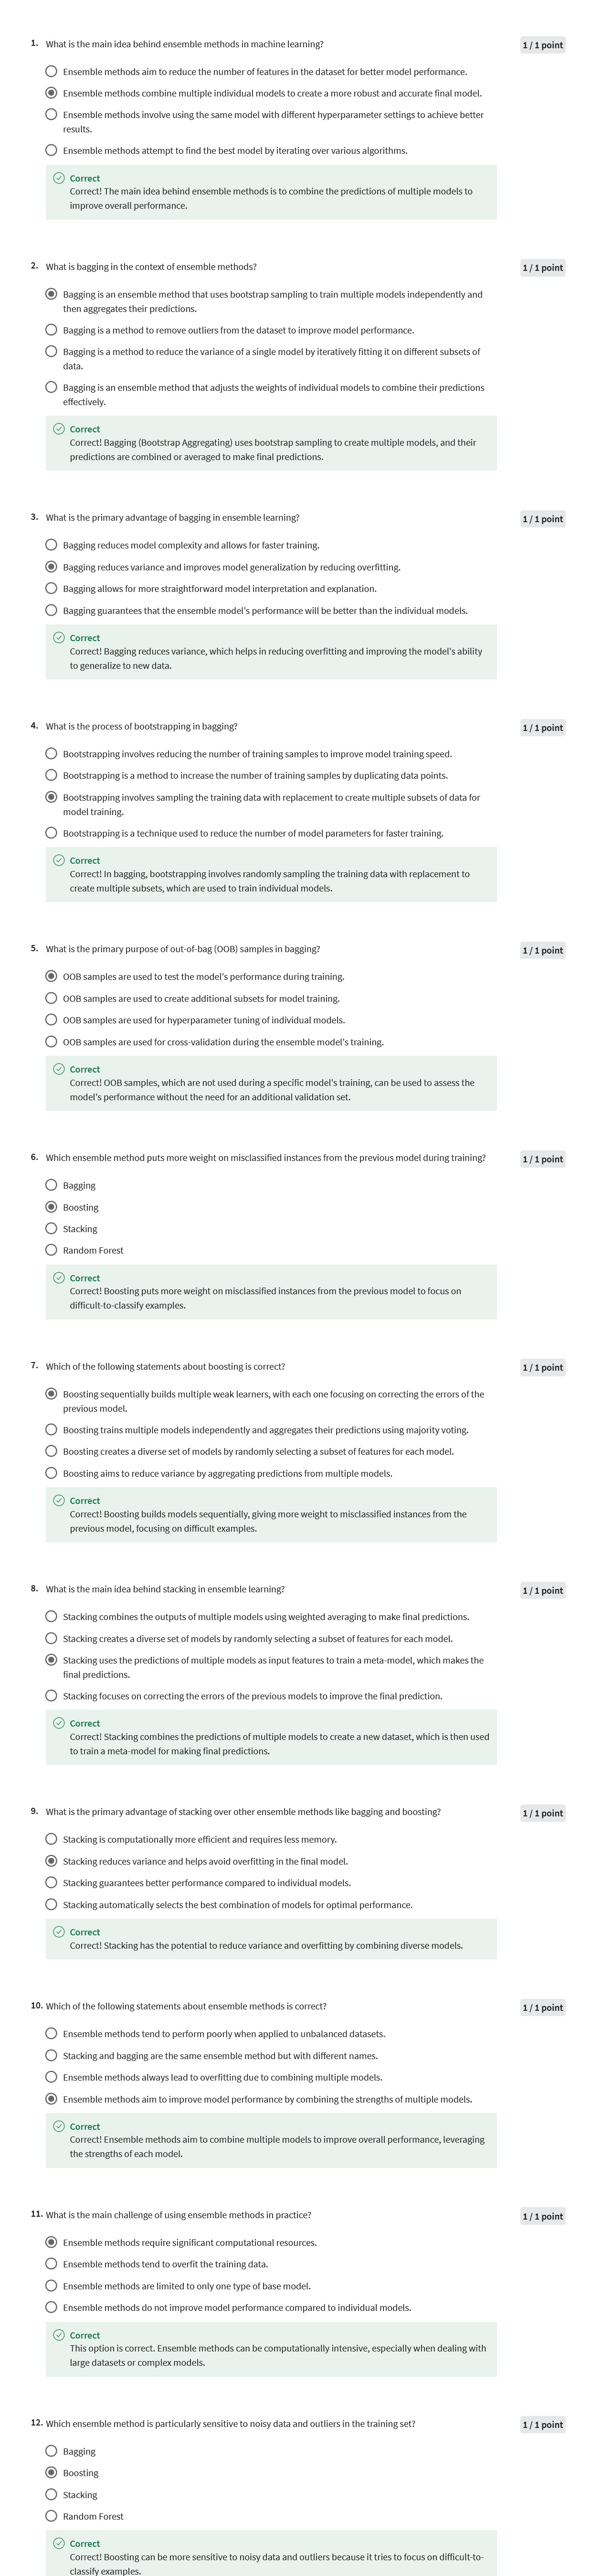 1. What is the main idea behind ensemble methods in machine learning?
1 / 1 point
Ensemble methods aim to reduce the number of features in the dataset for better model performance.
Ensemble methods combine multiple individual models to create a more robust and accurate final model.
Ensemble methods involve using the same model with different hyperparameter settings to achieve better
results.
Ensemble methods attempt to find the best model by iterating over various algorithms.
Correct
Correct! The main idea behind ensemble methods is to combine the predictions of multiple models to
improve overall performance.
2. What is bagging in the context of ensemble methods?
1 / 1 point
Bagging is an ensemble method that uses bootstrap sampling to train multiple models independently and
then aggregates their predictions.
Bagging is a method to remove outliers from the dataset to improve model performance.
Bagging is a method to reduce the variance of a single model by iteratively fitting it on different subsets of
data.
Bagging is an ensemble method that adjusts the weights of individual models to combine their predictions
effectively.
Correct
Correct! Bagging (Bootstrap Aggregating) uses bootstrap sampling to create multiple models, and their
predictions are combined or averaged to make final predictions.
3. What is the primary advantage of bagging in ensemble learning?
1 / 1 point
Bagging reduces model complexity and allows for faster training.
Bagging reduces variance and improves model generalization by reducing overfitting.
Bagging allows for more straightforward model interpretation and explanation.
Bagging guarantees that the ensemble model's performance will be better than the individual models.
Correct
Correct! Bagging reduces variance, which helps in reducing overfitting and improving the model's ability
to generalize to new data.
4. What is the process of bootstrapping in bagging?
1 / 1 point
Bootstrapping involves reducing the number of training samples to improve model training speed.
Bootstrapping is a method to increase the number of training samples by duplicating data points.
Bootstrapping involves sampling the training data with replacement to create multiple subsets of data for
model training.
Bootstrapping is a technique used to reduce the number of model parameters for faster training.
Correct
Correct! In bagging, bootstrapping involves randomly sampling the training data with replacement to
create multiple subsets, which are used to train individual models.
5. What is the primary purpose of out-of-bag (OOB) samples in bagging?
1 / 1 point
OOB samples are used to test the model's performance during training.
OOB samples are used to create additional subsets for model training.
OOB samples are used for hyperparameter tuning of individual models.
OOB samples are used for cross-validation during the ensemble model's training.
Correct
Correct! OOB samples, which are not used during a specific model's training, can be used to assess the
model's performance without the need for an additional validation set.
6. Which ensemble method puts more weight on misclassified instances from the previous model during training?
1 / 1 point
Bagging
Boosting
Stacking
Random Forest
Correct
Correct! Boosting puts more weight on misclassified instances from the previous model to focus on
difficult-to-classify examples.
7. Which of the following statements about boosting is correct?
1 / 1 point
Boosting sequentially builds multiple weak learners, with each one focusing on correcting the errors of the
previous model.
Boosting trains multiple models independently and aggregates their predictions using majority voting.
Boosting creates a diverse set of models by randomly selecting a subset of features for each model.
Boosting aims to reduce variance by aggregating predictions from multiple models.
Correct
Correct! Boosting builds models sequentially, giving more weight to misclassified instances from the
previous model, focusing on difficult examples.
8. What is the main idea behind stacking in ensemble learning?
1 / 1 point
Stacking combines the outputs of multiple models using weighted averaging to make final predictions.
Stacking creates a diverse set of models by randomly selecting a subset of features for each model.
Stacking uses the predictions of multiple models as input features to train a meta-model, which makes the
final predictions.
Stacking focuses on correcting the errors of the previous models to improve the final prediction.
Correct
Correct! Stacking combines the predictions of multiple models to create a new dataset, which is then used
to train a meta-model for making final predictions.
9. What is the primary advantage of stacking over other ensemble methods like bagging and boosting?
1 / 1 point
Stacking is computationally more efficient and requires less memory.
Stacking reduces variance and helps avoid overfitting in the final model.
Stacking guarantees better performance compared to individual models.
Stacking automatically selects the best combination of models for optimal performance.
Correct
Correct! Stacking has the potential to reduce variance and overfitting by combining diverse models.
10. Which of the following statements about ensemble methods is correct?
1 / 1 point
Ensemble methods tend to perform poorly when applied to unbalanced datasets.
Stacking and bagging are the same ensemble method but with different names.
Ensemble methods always lead to overfitting due to combining multiple models.
Ensemble methods aim to improve model performance by combining the strengths of multiple models.
Correct
Correct! Ensemble methods aim to combine multiple models to improve overall performance, leveraging
the strengths of each model.
11. What is the main challenge of using ensemble methods in practice?
1 / 1 point
Ensemble methods require significant computational resources.
Ensemble methods tend to overfit the training data.
Ensemble methods are limited to only one type of base model.
Ensemble methods do not improve model performance compared to individual models.
Correct
This option is correct. Ensemble methods can be computationally intensive, especially when dealing with
large datasets or complex models.
12. Which ensemble method is particularly sensitive to noisy data and outliers in the training set?
1 / 1 point
Bagging
Boosting
Stacking
Random Forest
Correct
Correct! Boosting can be more sensitive to noisy data and outliers because it tries to focus on difficult-to-
classify examples.